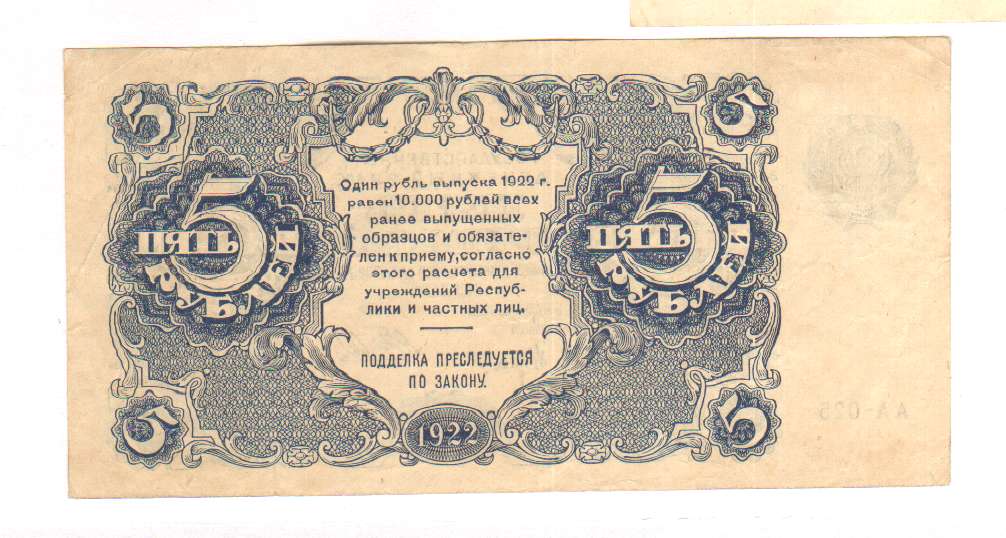 5 5
Один рубль выпуска 1922 г.
равен 10.000 рублей всех
ранее выпущенных
образцов и обязате-
лен к приему, согласно
этого расчета для
учреждений Респуб-
лики и частных лиц.
5 ПЯТЬ РУБЛЕЙ
5 ПЯТЬ РУБЛЕЙ
ПОДДЕЛКА ПРЕСЛЕДУЕТСЯ
ПО ЗАКОНУ.
5 1922 5
АА-025